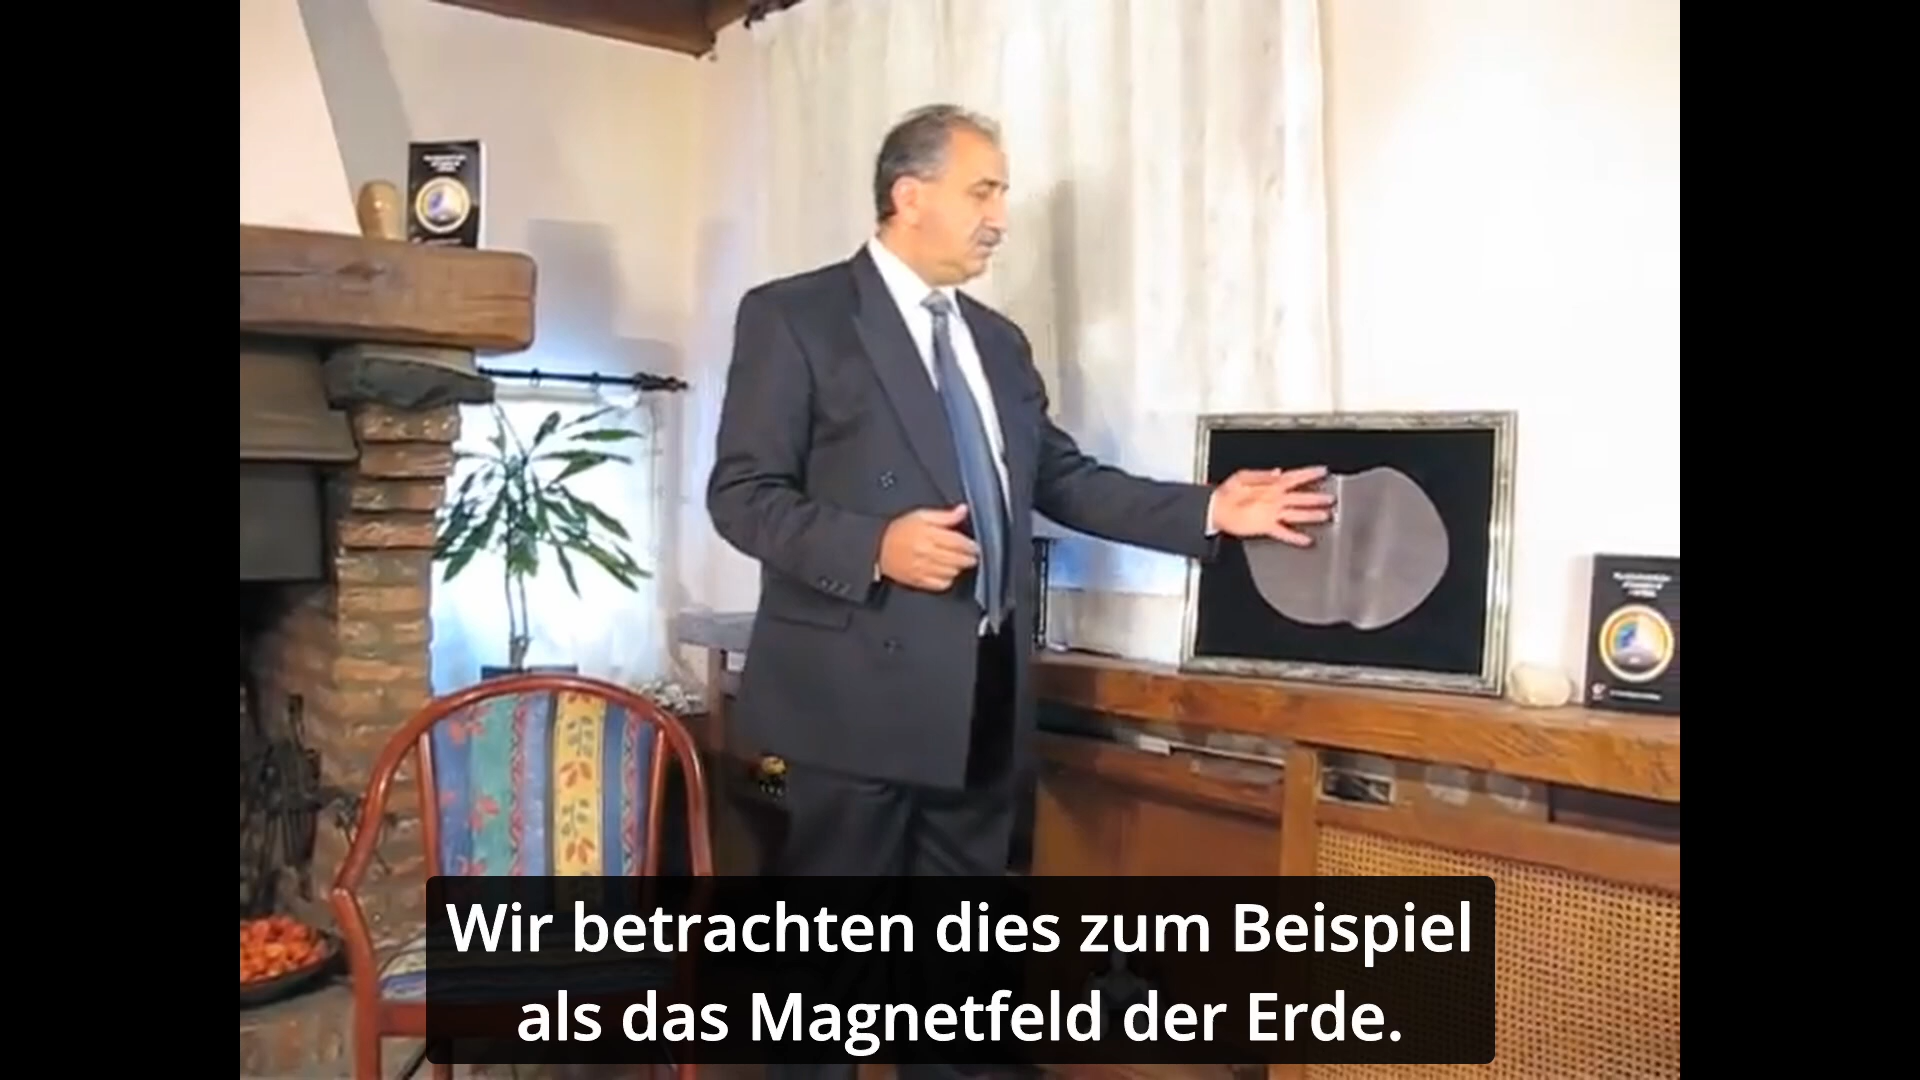 Wir betrachten dies zum Beispiel
als das Magnetfeld der Erde.